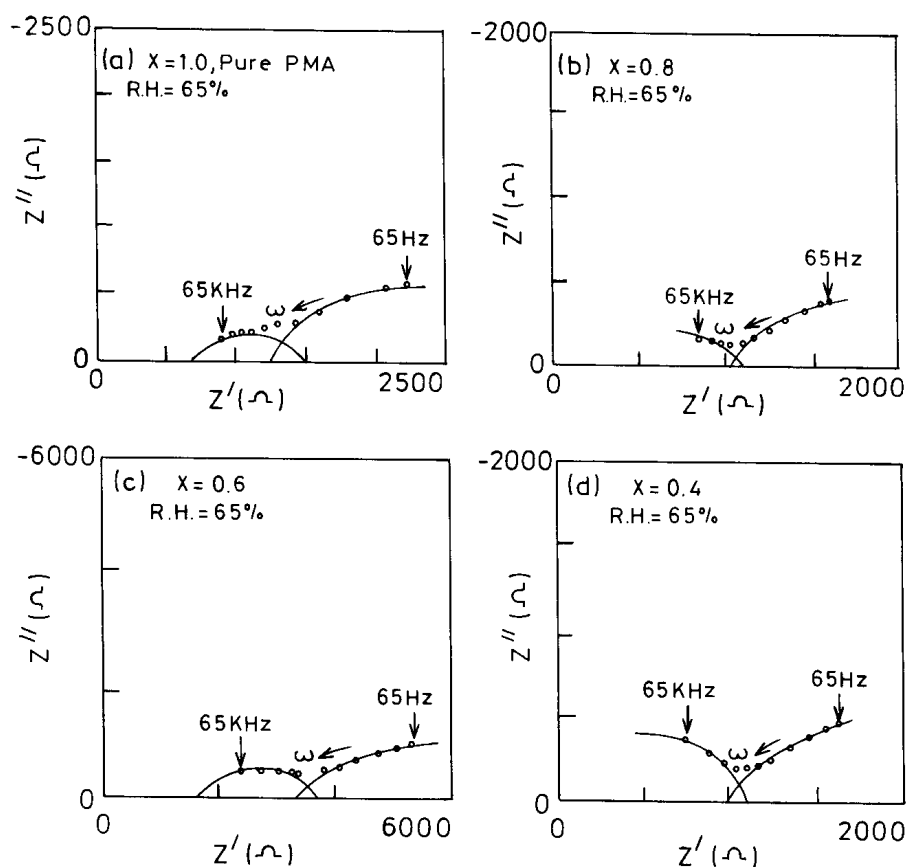 -2500
(a) X=1.0, Pure PMA
R.H.= 65%
Z''(Ω)
65KHz
ω
65Hz
0
0
2500
Z'(Ω)
-2000
(b) X=0.8
R.H.=65%
Z''(Ω)
65KHz
ω
65Hz
0
0
2000
Z'(Ω)
-6000
(c) X=0.6
R.H.=65%
Z''(Ω)
65KHz
ω
65Hz
0
0
6000
Z'(Ω)
-2000
(d) X=0.4
R.H.=65%
Z''(Ω)
65KHz
ω
65Hz
0
0
2000
Z'(Ω)